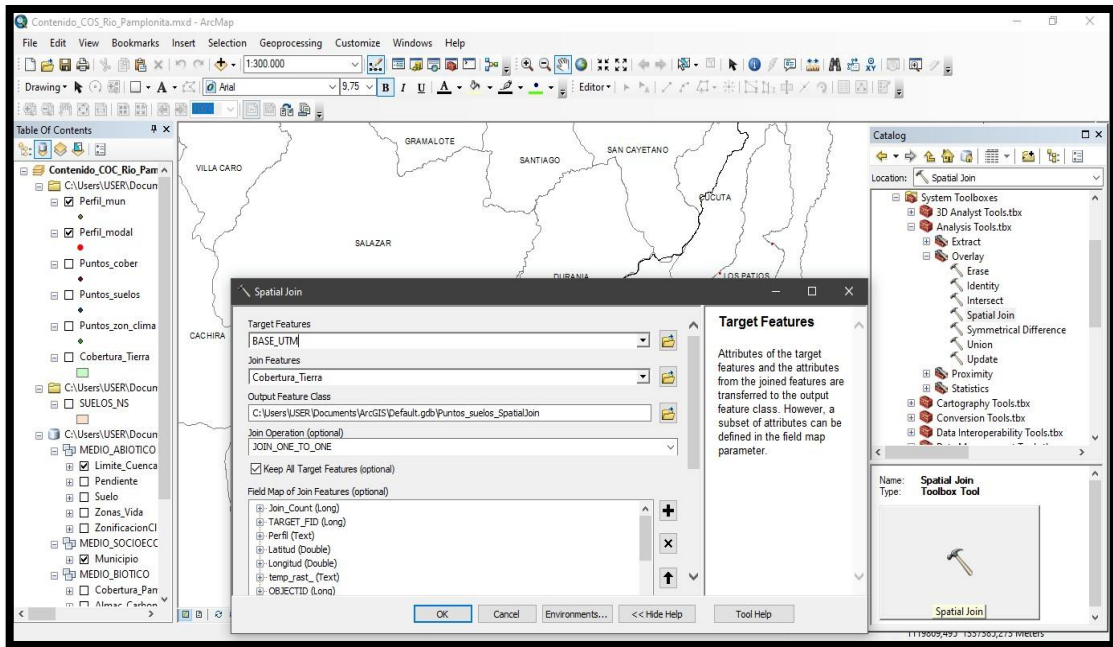 Contenido_COS_Rio_Pamplonita.mxd - ArcMap
File Edit View Bookmarks Insert Selection Geoprocessing Customize Windows Help
1:300.000
Editor
Drawing
Arial
9,75
B I U A
Table Of Contents
Contenido_COC_Rio_Pam
C:\Users\USER\Docum
Perfil_mun
Perfil_modal
Puntos_cober
Puntos_suelos
Puntos_zon_clima
Cobertura_Tierra
C:\Users\USER\Docum
SUELOS_NS
C:\Users\USER\Docum
MEDIO_ABIOTICO
Limite_Cuenca
Pendiente
Suelo
Zonas_Vida
ZonificacionCl
MEDIO_SOCIOECC
Municipio
MEDIO_BIOTICO
Cobertura_Pan
Almac_Carbon
VILLA CARO
GRAMALOTE
SANTIAGO
SAN CAYETANO
CUCUTA
SALAZAR
DURANIA
LOS PATIOS
CACHIRA
Spatial Join
Target Features
BASE_UTM
Join Features
Cobertura_Tierra
Output Feature Class
C:\Users\USER\Documents\ArcGIS\Default.gdb\Puntos_suelos_SpatialJoin
Join Operation (optional)
JOIN_ONE_TO_ONE
Keep All Target Features (optional)
Field Map of Join Features (optional)
Join_Count (Long)
TARGET_FID (Long)
Perfil (Text)
Latitud (Double)
Longitud (Double)
temp_rast_ (Text)
OBJECTID (Long)
OK Cancel Environments... << Hide Help Tool Help
Target Features
Attributes of the target
features and the attributes
from the joined features are
transferred to the output
feature class. However, a
subset of attributes can be
defined in the field map
parameter.
Catalog
Location: Spatial Join
System Toolboxes
3D Analyst Tools.tbx
Analysis Tools.tbx
Extract
Overlay
Erase
Identity
Intersect
Spatial Join
Symmetrical Difference
Union
Update
Proximity
Statistics
Cartography Tools.tbx
Conversion Tools.tbx
Data Interoperability Tools.tbx
Name: Spatial Join
Type: Toolbox Tool
Spatial Join
Meters